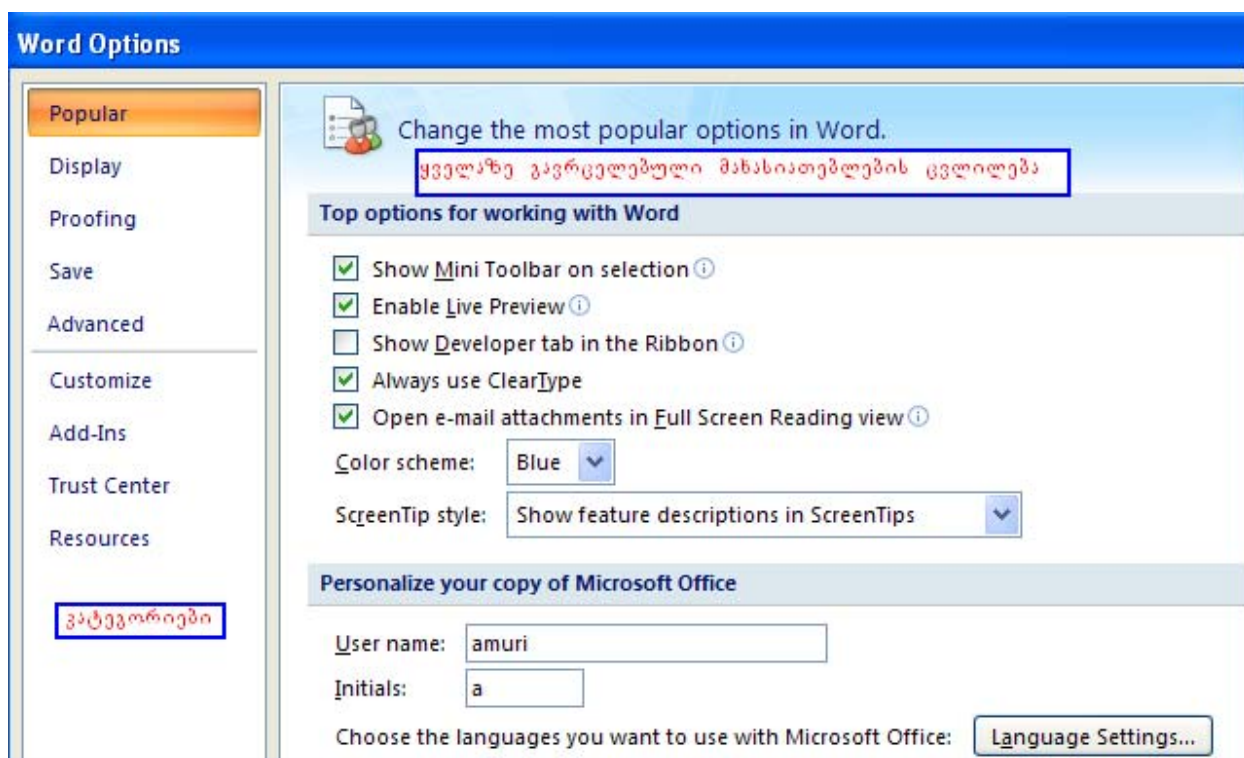 Word Options
Popular
Display
Proofing
Save
Advanced
Customize
Add-Ins
Trust Center
Resources
კატეგორიები
Change the most popular options in Word.
ყველაზე გავრცელებული მახასიათებლების ცვლილება
Top options for working with Word
Show Mini Toolbar on selection
Enable Live Preview
Show Developer tab in the Ribbon
Always use ClearType
Open e-mail attachments in Full Screen Reading view
Color scheme: Blue
ScreenTip style: Show feature descriptions in ScreenTips
Personalize your copy of Microsoft Office
User name: amuri
Initials: a
Choose the languages you want to use with Microsoft Office: Language Settings...